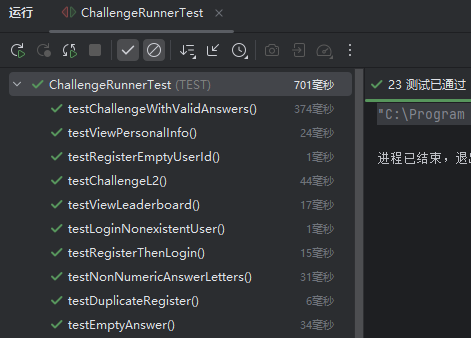 运行 ChallengeRunnerTest
ChallengeRunnerTest (TEST) 701毫秒
testChallengeWithValidAnswers() 374毫秒
testViewPersonalInfo() 24毫秒
testRegisterEmptyUserId() 1毫秒
testChallengeL2() 44毫秒
testViewLeaderboard() 17毫秒
testLoginNonexistentUser() 1毫秒
testRegisterThenLogin() 15毫秒
testNonNumericAnswerLetters() 31毫秒
testDuplicateRegister() 6毫秒
testEmptyAnswer() 34毫秒
23 测试已通过
"C:\Program
进程已结束，退